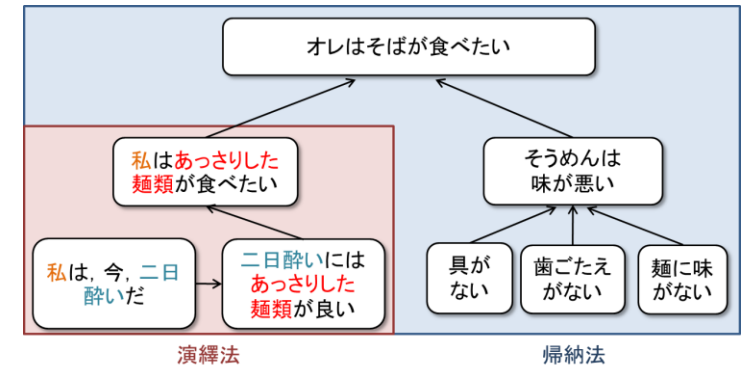 オレはそばが食べたい
私はあっさりした
麺類が食べたい
そうめんは
味が悪い
私は，今，二日
酔いだ
二日酔いには
あっさりした
麺類が良い
具が
ない
歯ごたえ
がない
麺に味
がない
演繹法
帰納法